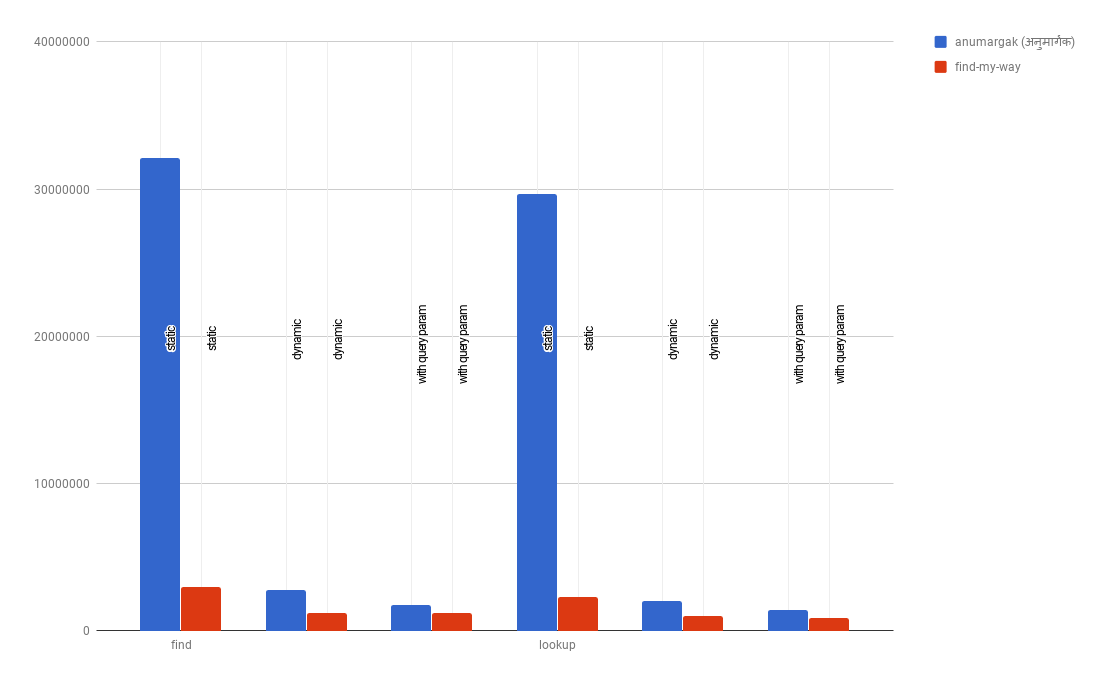 40000000
30000000
20000000
10000000
0
static
static
dynamic
dynamic
with query param
with query param
static
static
dynamic
dynamic
with query param
with query param
find
lookup
anumargak (अनुमार्गक)
find-my-way